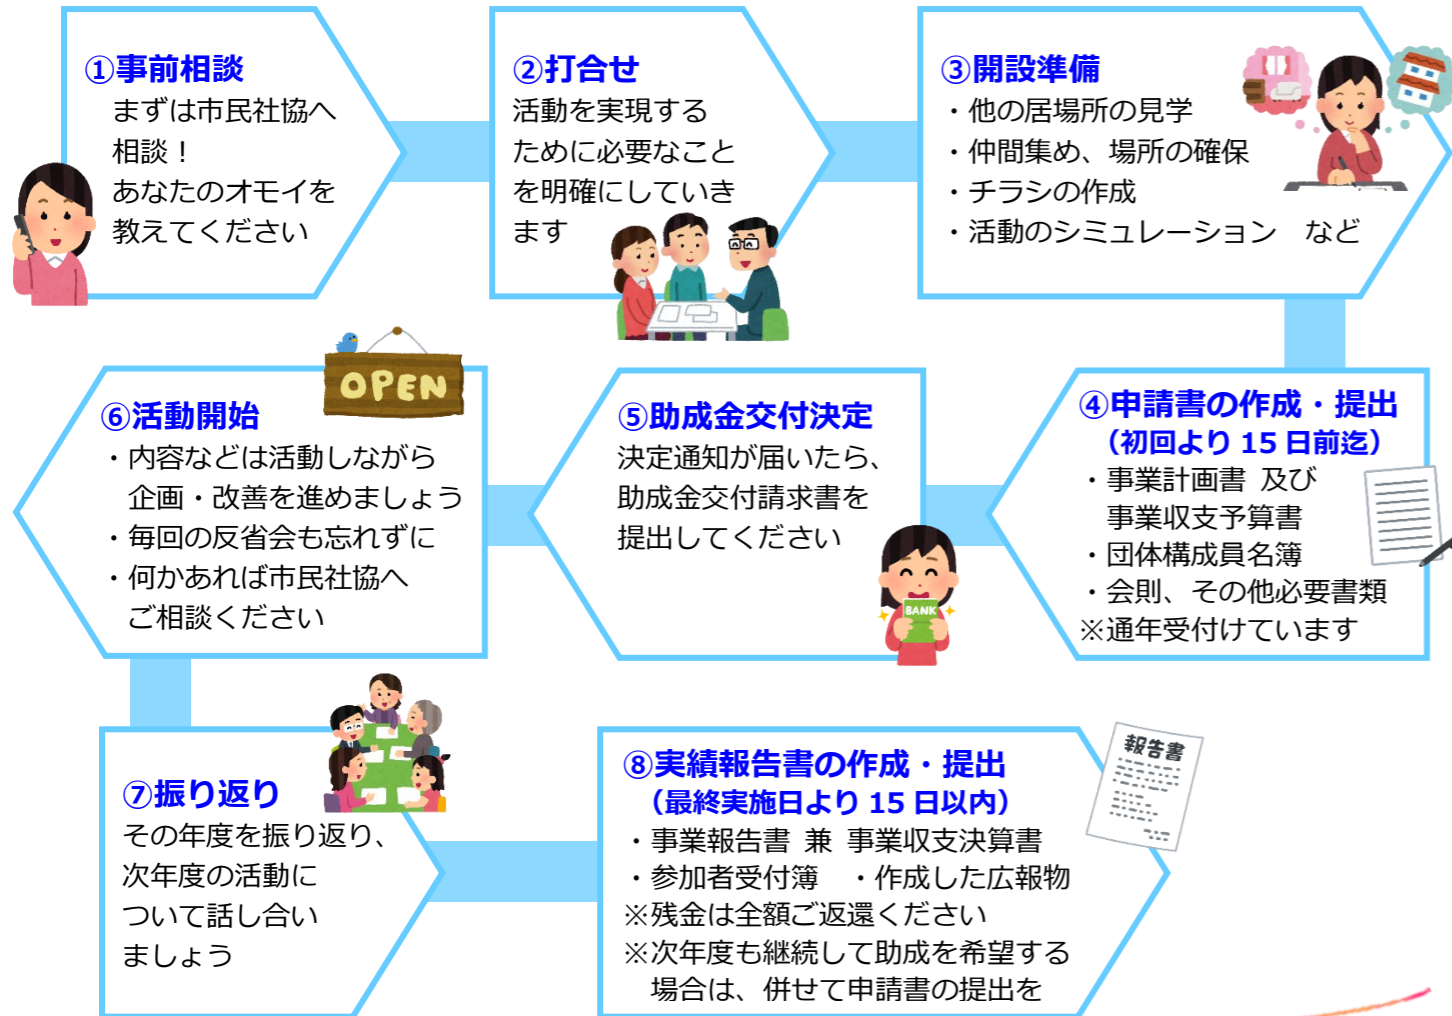 ①事前相談
まずは市民社協へ
相談！
あなたのオモイを
教えてください
②打合せ
活動を実現する
ために必要なこと
を明確にしていき
ます
③開設準備
・他の居場所の見学
・仲間集め、場所の確保
・チラシの作成
・活動のシミュレーション　など
④申請書の作成・提出
（初回より 15 日前迄）
・事業計画書 及び
事業収支予算書
・団体構成員名簿
・会則、その他必要書類
※通年受付けています
⑤助成金交付決定
決定通知が届いたら、
助成金交付請求書を
提出してください
BANK
OPEN
⑥活動開始
・内容などは活動しながら
企画・改善を進めましょう
・毎回の反省会も忘れずに
・何かあれば市民社協へ
ご相談ください
⑦振り返り
その年度を振り返り、
次年度の活動に
ついて話し合い
ましょう
⑧実績報告書の作成・提出
（最終実施日より 15 日以内）
・事業報告書 兼 事業収支決算書
・参加者受付簿　・作成した広報物
※残金は全額ご返還ください
※次年度も継続して助成を希望する
場合は、併せて申請書の提出を
報告書